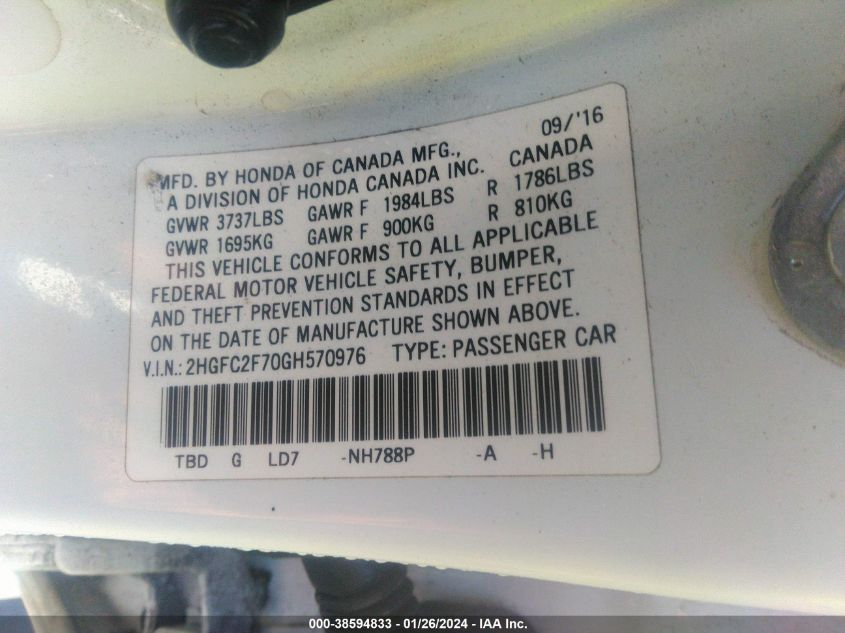 09/'16
MFD. BY HONDA OF CANADA MFG.,
A DIVISION OF HONDA CANADA INC. CANADA
GVWR 3737LBS GAWR F 1984LBS R 1786LBS
GVWR 1695KG GAWR F 900KG R 810KG
THIS VEHICLE CONFORMS TO ALL APPLICABLE
FEDERAL MOTOR VEHICLE SAFETY, BUMPER,
AND THEFT PREVENTION STANDARDS IN EFFECT
ON THE DATE OF MANUFACTURE SHOWN ABOVE.
V.I.N.: 2HGFC2F70GH570976 TYPE: PASSENGER CAR
TBD G LD7 -NH788P -A -H
000-38594833 - 01/26/2024 - IAA Inc.